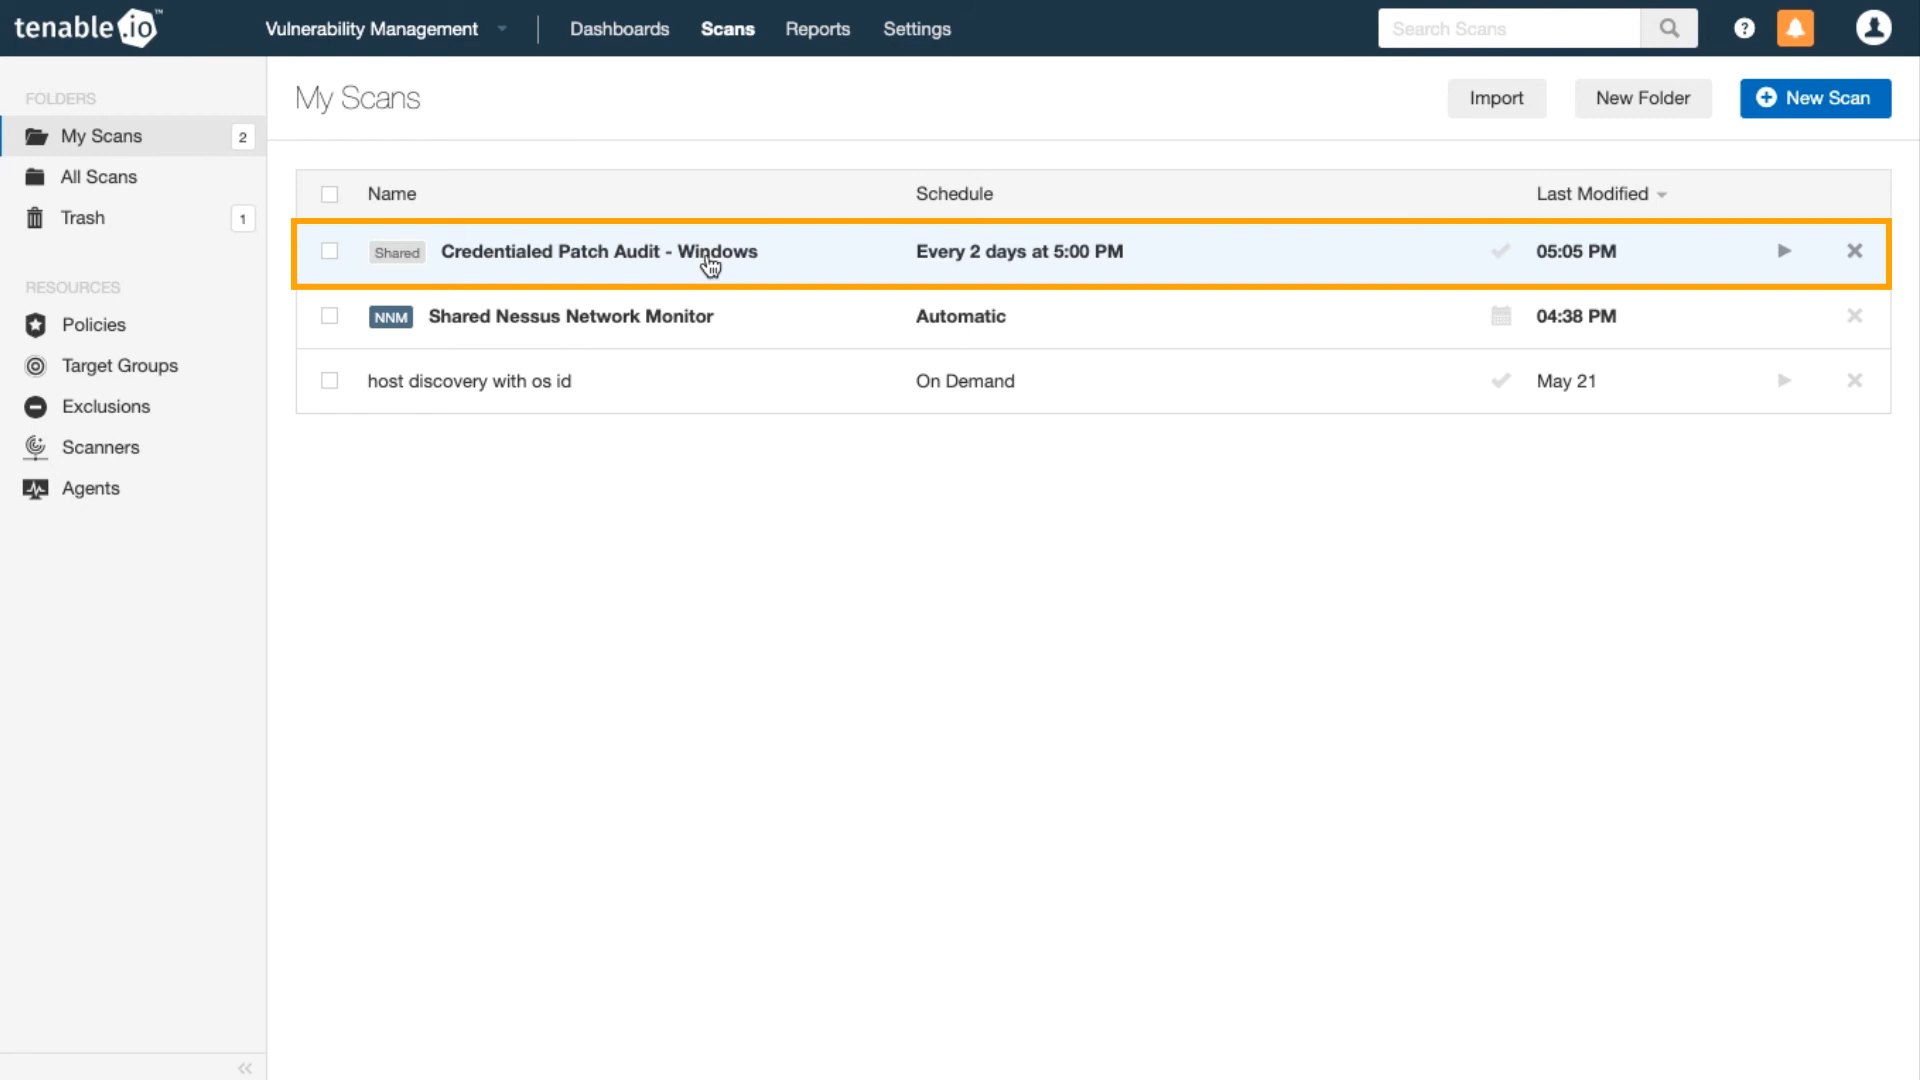 tenable.io™
Vulnerability Management
Dashboards
Scans
Reports
Settings
Search Scans
?
FOLDERS
My Scans 2
All Scans
Trash 1
RESOURCES
Policies
Target Groups
Exclusions
Scanners
Agents
My Scans
Import
New Folder
New Scan
Name Schedule Last Modified
Shared Credentialed Patch Audit - Windows Every 2 days at 5:00 PM 05:05 PM
NNM Shared Nessus Network Monitor Automatic 04:38 PM
host discovery with os id On Demand May 21